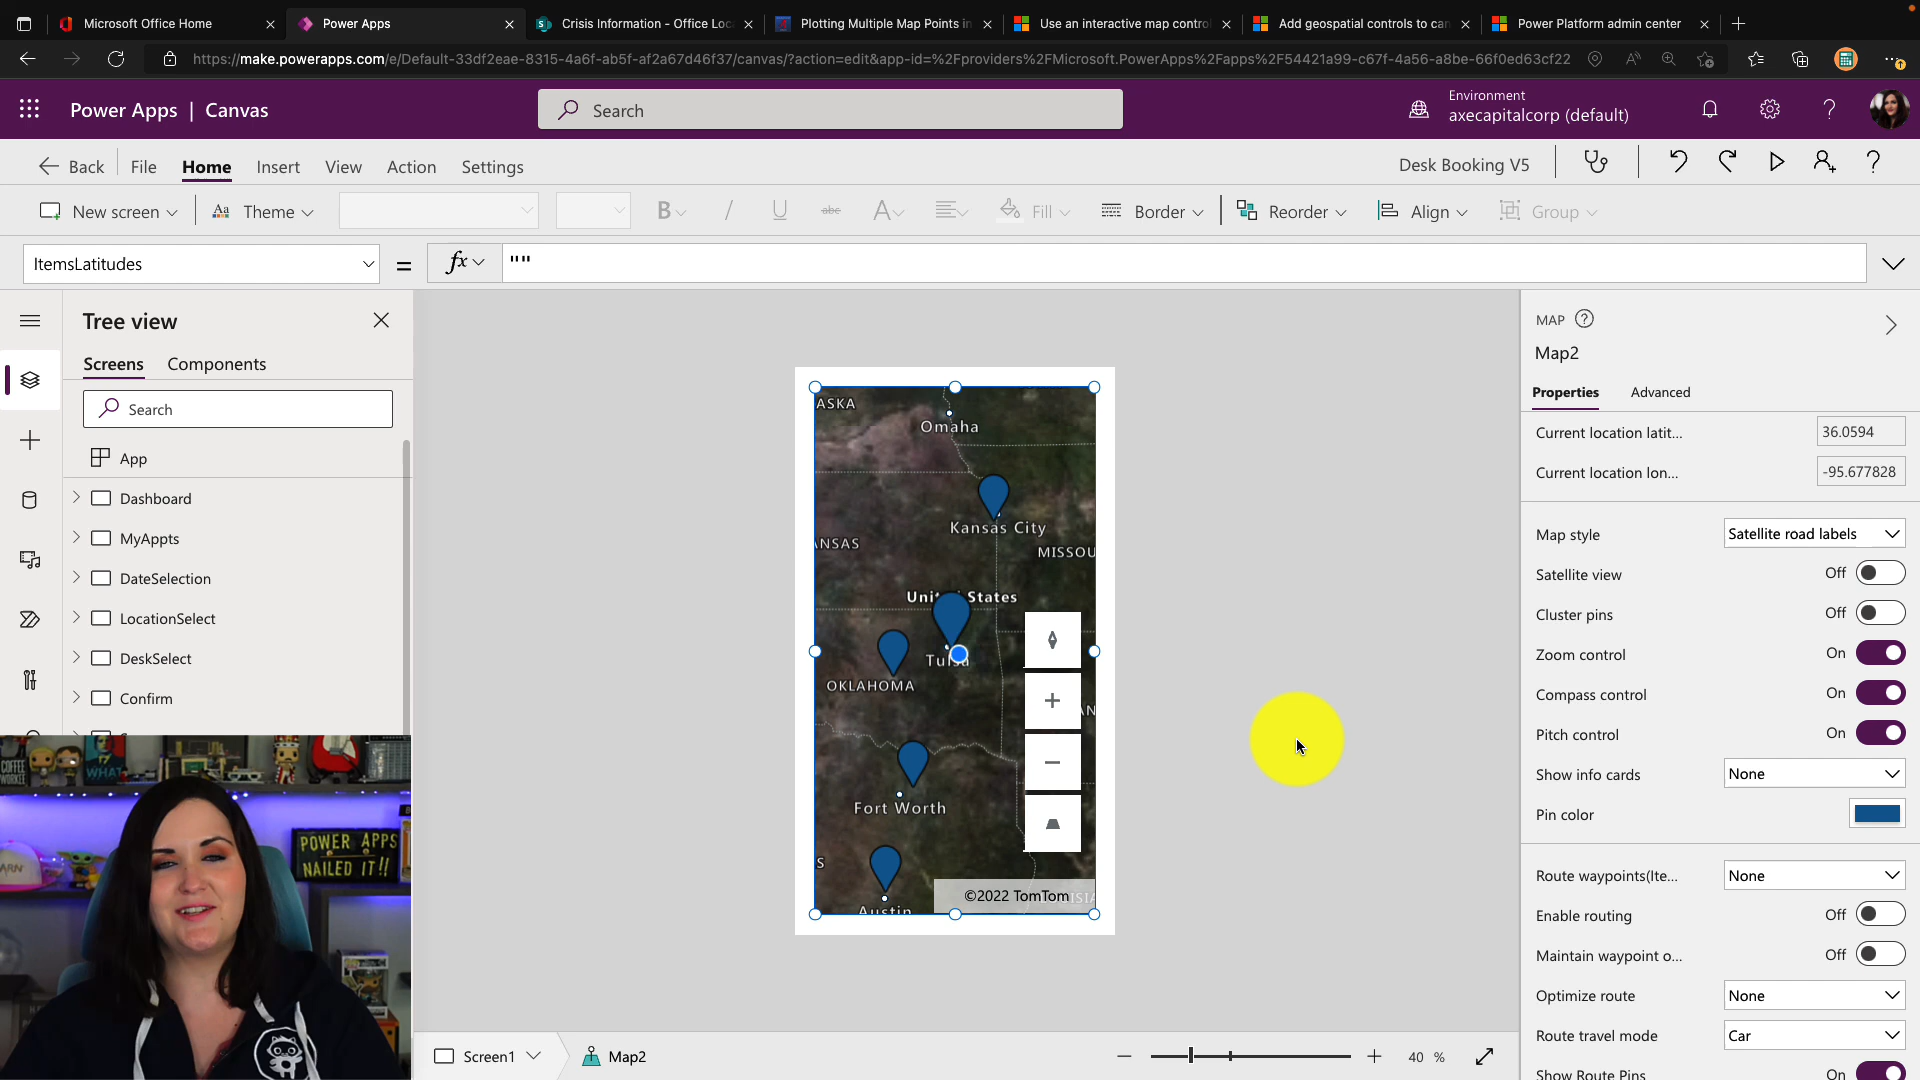 Microsoft Office Home
Power Apps
Crisis Information - Office Loc
Plotting Multiple Map Points in
Use an interactive map contro
Add geospatial controls to can
Power Platform admin center
https://make.powerapps.com/e/Default-33df2eae-8315-4a6f-ab5f-af2a67d46f37/canvas/?action=edit&app-id=%2Fproviders%2FMicrosoft.PowerApps%2Fapps%2F54421a99-c67f-4a56-a8be-66f0ed63cf22
Power Apps | Canvas
Search
Environment
axecapitalcorp (default)
Back
File
Home
Insert
View
Action
Settings
Desk Booking V5
New screen
Theme
B
I
U
abc
A
Fill
Border
Reorder
Align
Group
ItemsLatitudes
=
fx
""
Tree view
Screens
Components
Search
App
Dashboard
MyAppts
DateSelection
LocationSelect
DeskSelect
Confirm
ASKA
Omaha
Kansas City
ANSAS
MISSOU
United States
Tulsa
OKLAHOMA
AN
Fort Worth
S
©2022 TomTom
Austin
MAP
Map2
Properties
Advanced
Current location latit... 36.0594
Current location lon... -95.677828
Map style Satellite road labels
Satellite view Off
Cluster pins Off
Zoom control On
Compass control On
Pitch control On
Show info cards None
Pin color
Route waypoints(Ite... None
Enable routing Off
Maintain waypoint o... Off
Optimize route None
Route travel mode Car
Show Route Pins On
COFFEE
WHAT
POWER APPS
NAILED IT!!
Screen1
Map2
40 %